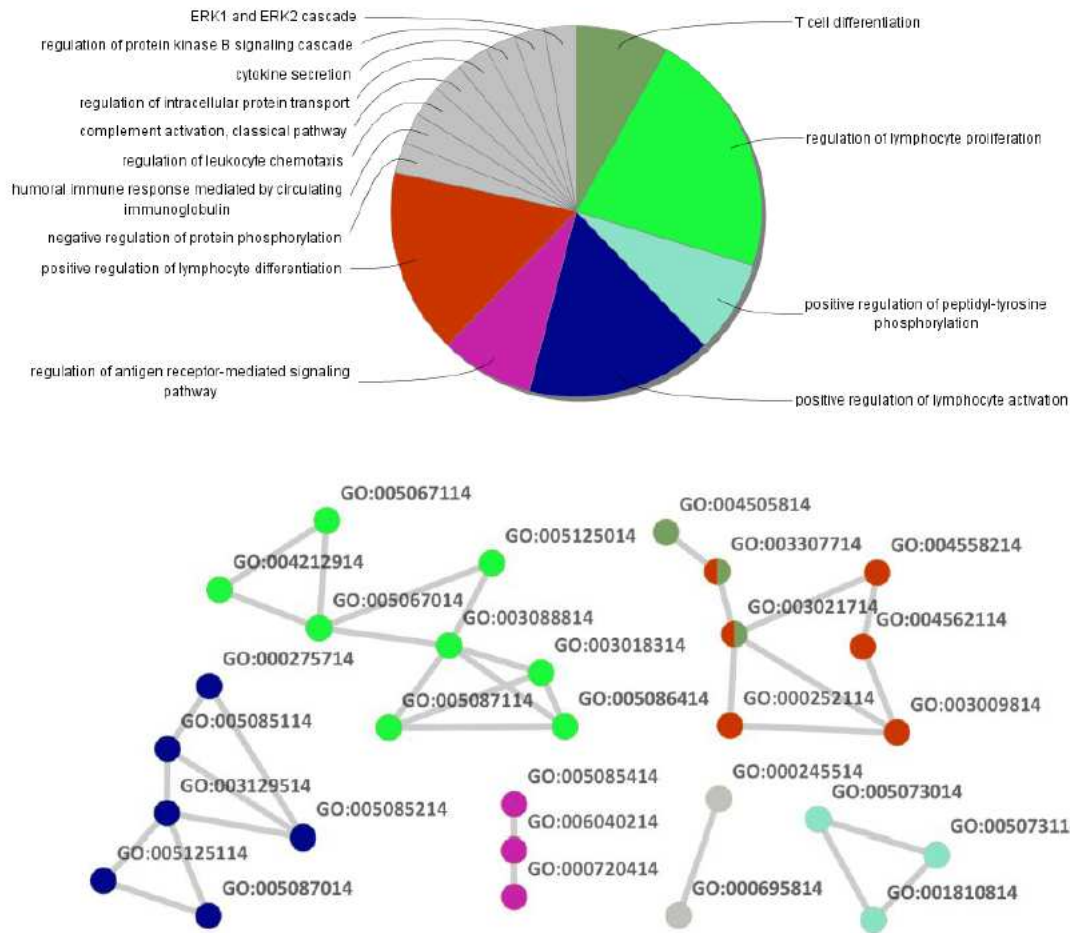 ERK1 and ERK2 cascade
regulation of protein kinase B signaling cascade
cytokine secretion
regulation of intracellular protein transport
complement activation, classical pathway
regulation of leukocyte chemotaxis
humoral immune response mediated by circulating
immunoglobulin
negative regulation of protein phosphorylation
positive regulation of lymphocyte differentiation
regulation of antigen receptor-mediated signaling
pathway
T cell differentiation
regulation of lymphocyte proliferation
positive regulation of peptidyl-tyrosine
phosphorylation
positive regulation of lymphocyte activation
GO:005067114
GO:004212914
GO:005125014
GO:005067014
GO:003088814
GO:003018314
GO:005087114
GO:005086414
GO:004505814
GO:003307714
GO:004558214
GO:003021714
GO:004562114
GO:000252114
GO:003009814
GO:000275714
GO:005085114
GO:003129514
GO:005085214
GO:005125114
GO:005087014
GO:005085414
GO:006040214
GO:000720414
GO:000245514
GO:000695814
GO:005073014
GO:00507311
GO:001810814